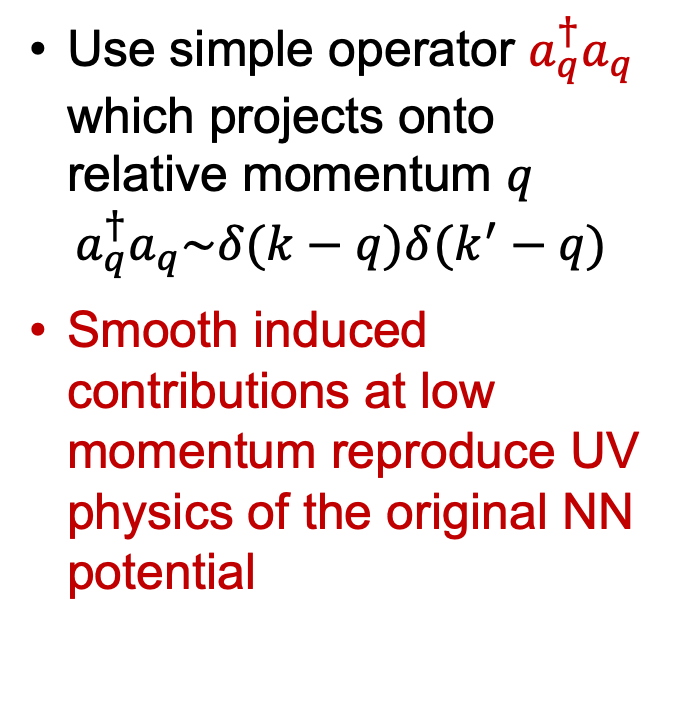 • Use simple operator $a_q^\dagger a_q$
which projects onto
relative momentum $q$
$a_q^\dagger a_q \sim \delta(k - q)\delta(k' - q)$
• Smooth induced
contributions at low
momentum reproduce UV
physics of the original NN
potential